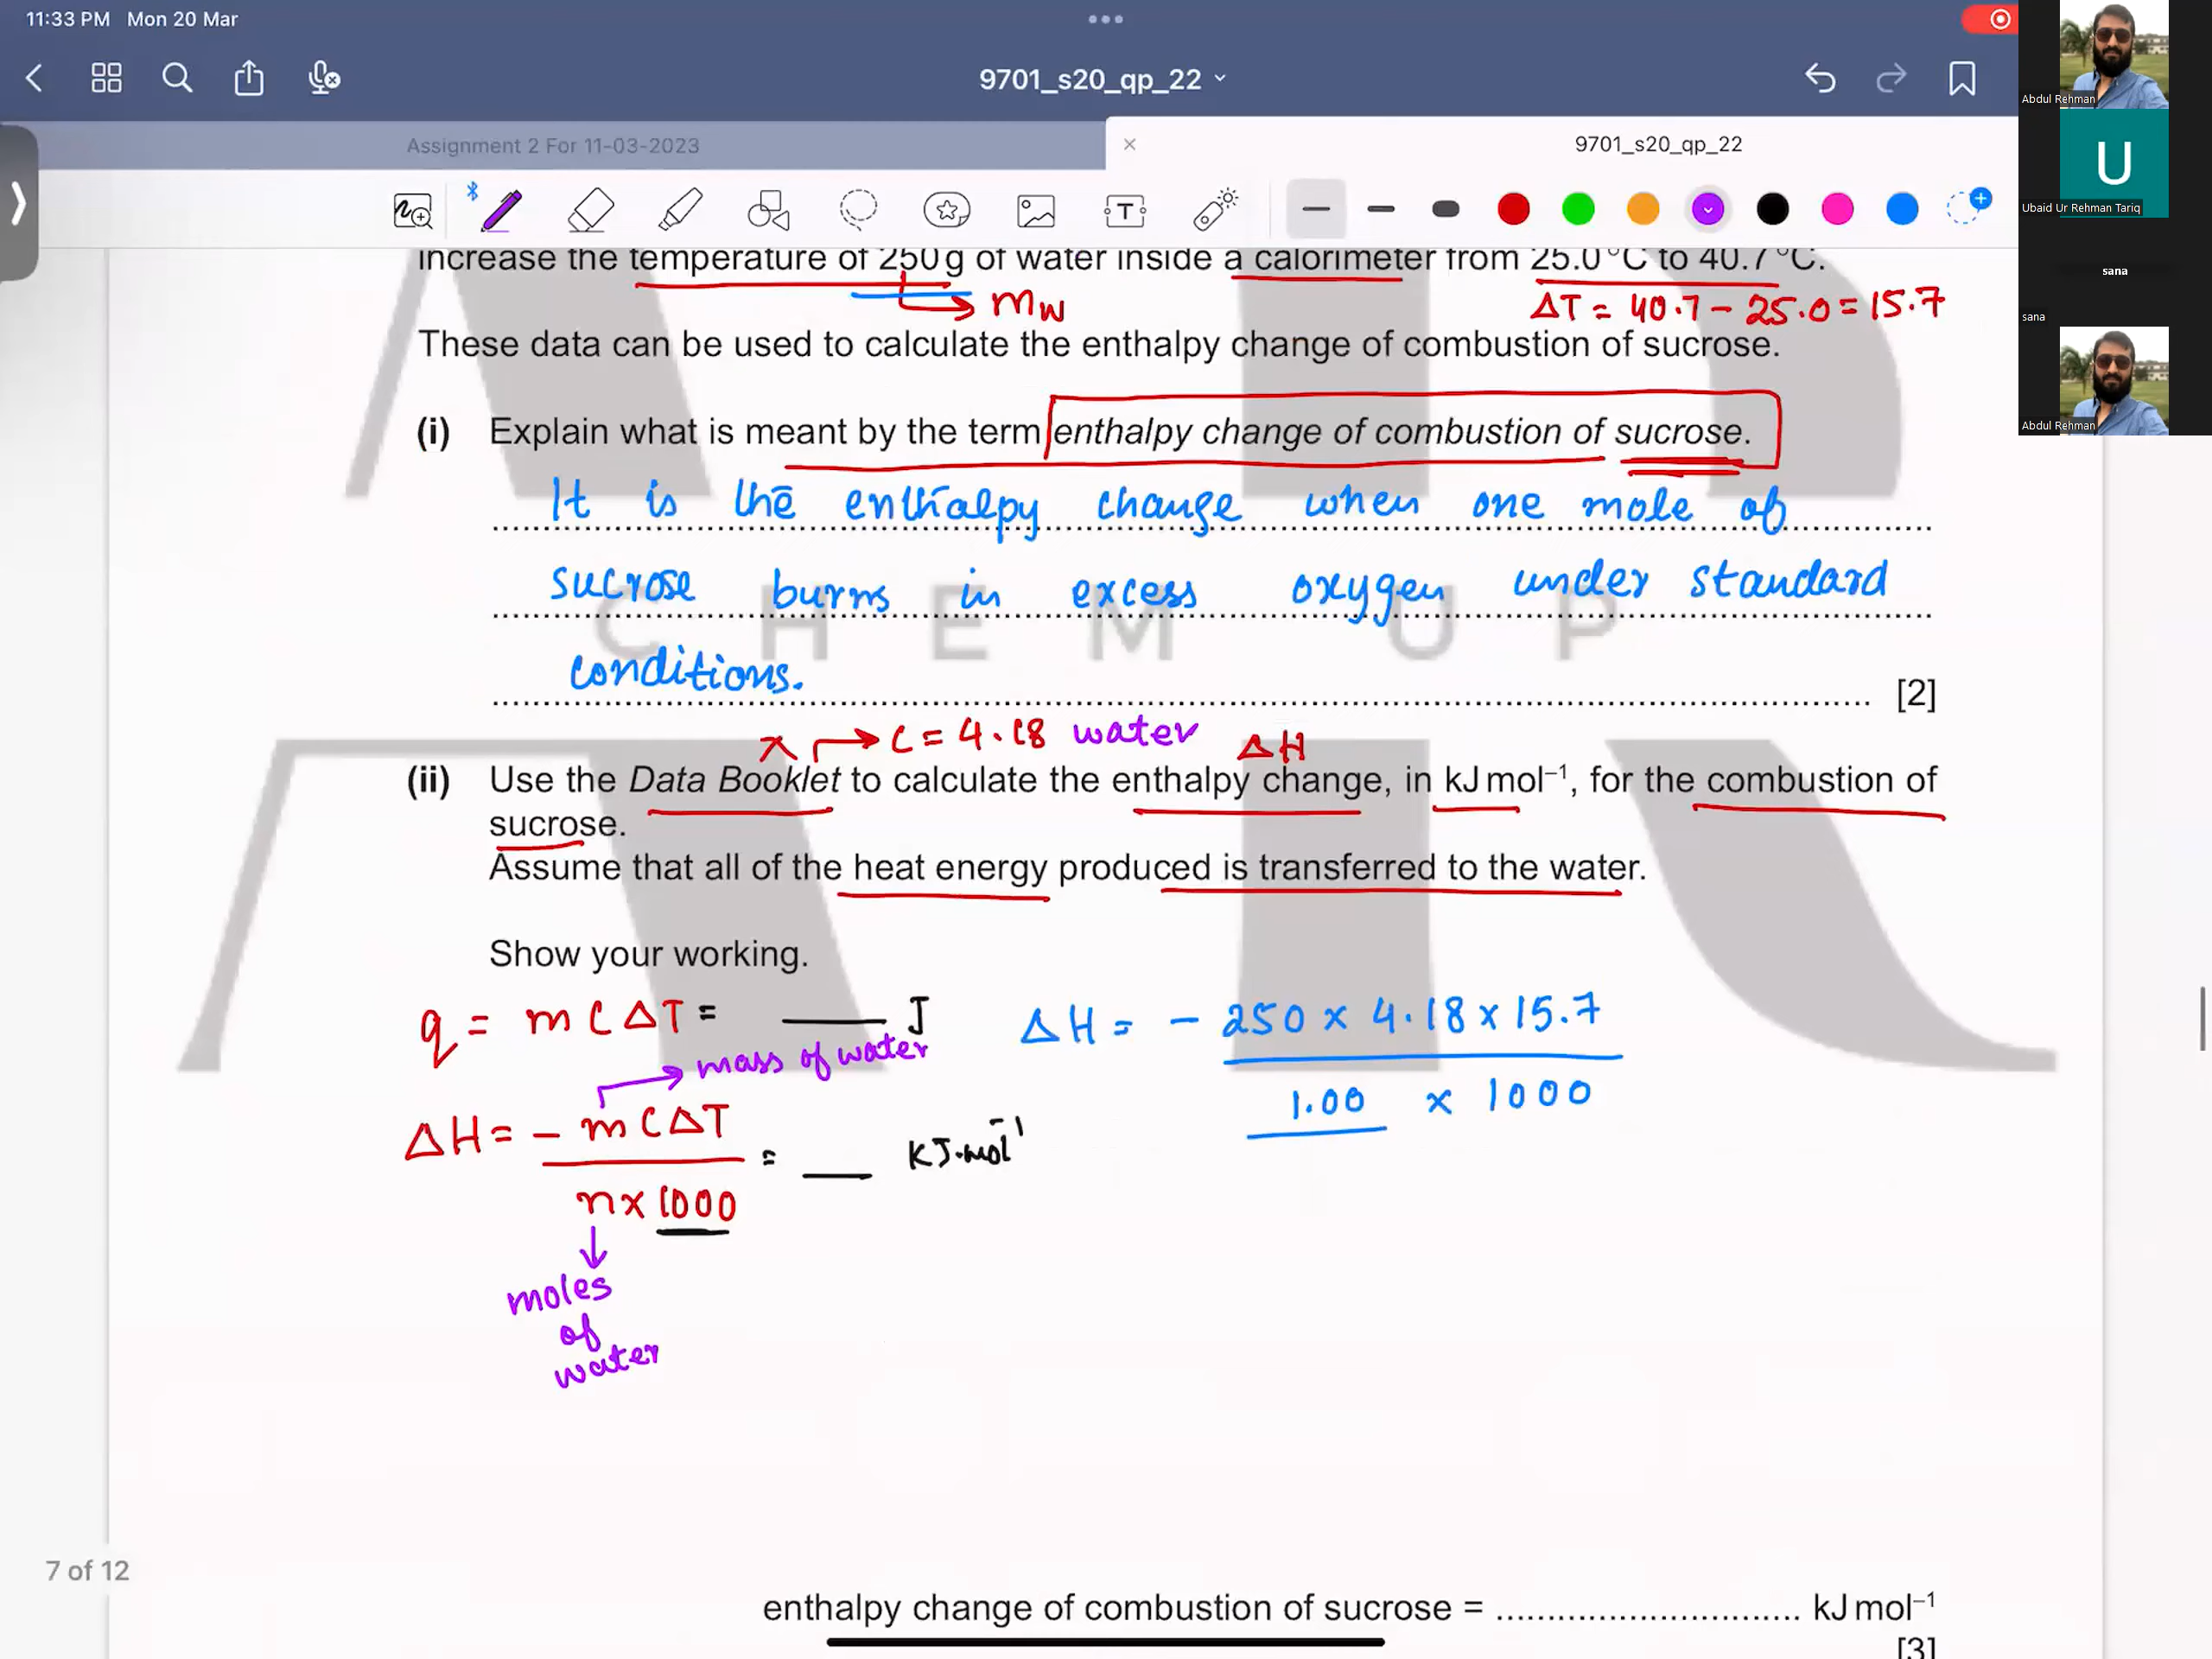 11:33 PM Mon 20 Mar
9701_s20_qp_22
Abdul Rehman
U
Ubaid Ur Rehman Tariq
sana
sana
Abdul Rehman
Assignment 2 For 11-03-2023
9701_s20_qp_22
T
increase the temperature of 250 g of water inside a calorimeter from 25.0 °C to 40.7 °C.
mw
ΔT = 40.7 - 25.0 = 15.7
These data can be used to calculate the enthalpy change of combustion of sucrose.
(i) Explain what is meant by the term enthalpy change of combustion of sucrose.
It is the enthalpy change when one mole of
sucrose burns in excess oxygen under standard
conditions.
[2]
C = 4.18 water ΔH
(ii) Use the Data Booklet to calculate the enthalpy change, in kJ mol⁻¹, for the combustion of
sucrose.
Assume that all of the heat energy produced is transferred to the water.
Show your working.
q = m C ΔT = ____ J
mass of water
ΔH = - m C ΔT
n x 1000
= ___ KJ.mol⁻¹
moles
of
water
ΔH = - 250 x 4.18 x 15.7
1.00 x 1000
CHEM UP
7 of 12
enthalpy change of combustion of sucrose = .............................. kJ mol⁻¹
[3]